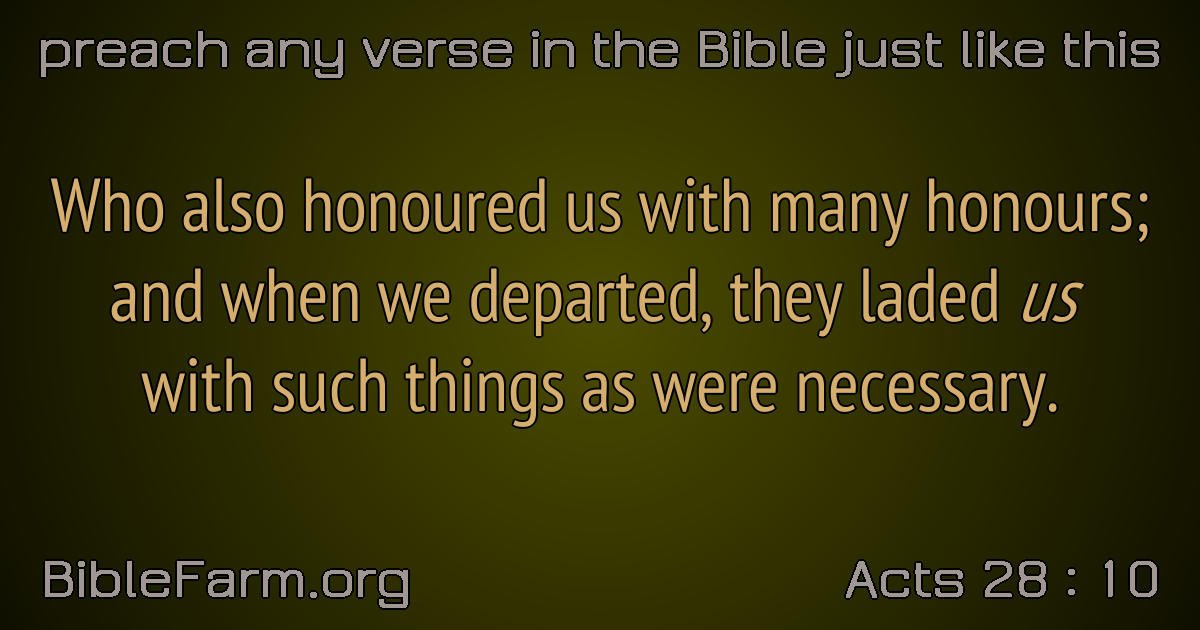 preach any verse in the Bible just like this
Who also honoured us with many honours;
and when we departed, they laded us
with such things as were necessary.
BibleFarm.org
Acts 28 : 10